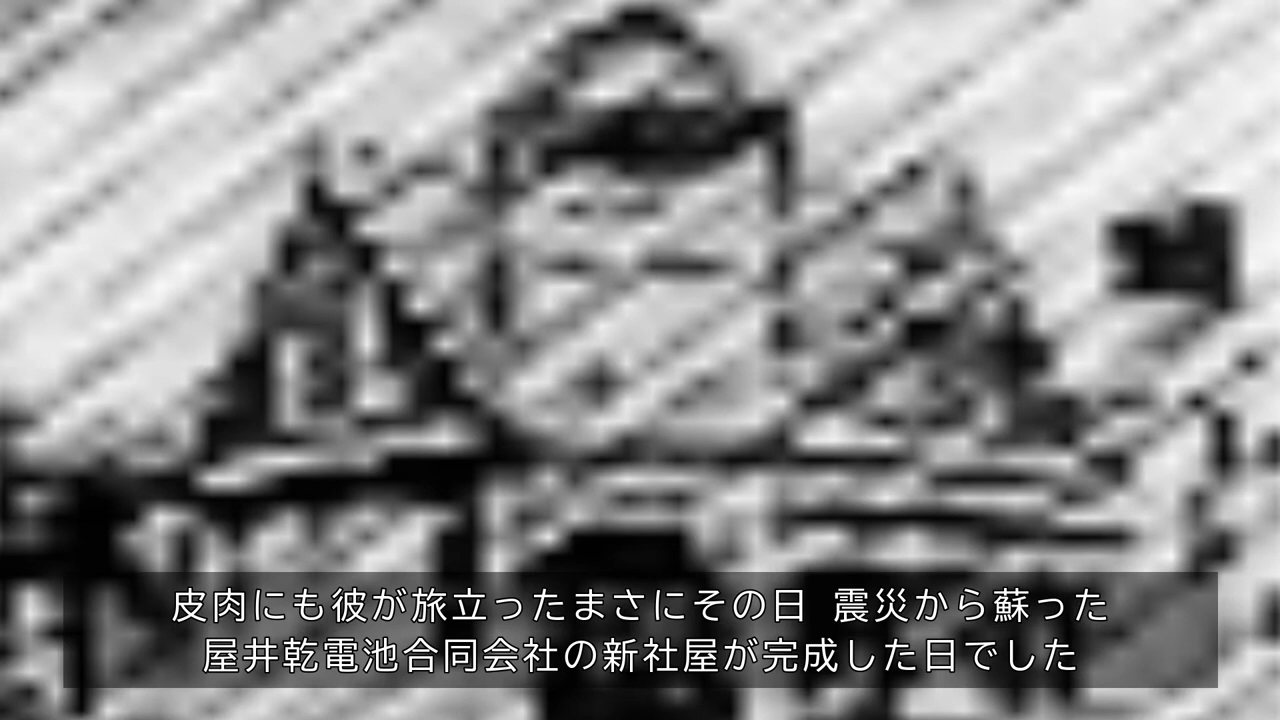 皮肉にも彼が旅立ったまさにその日 震災から蘇った
屋井乾電池合同会社の新社屋が完成した日でした